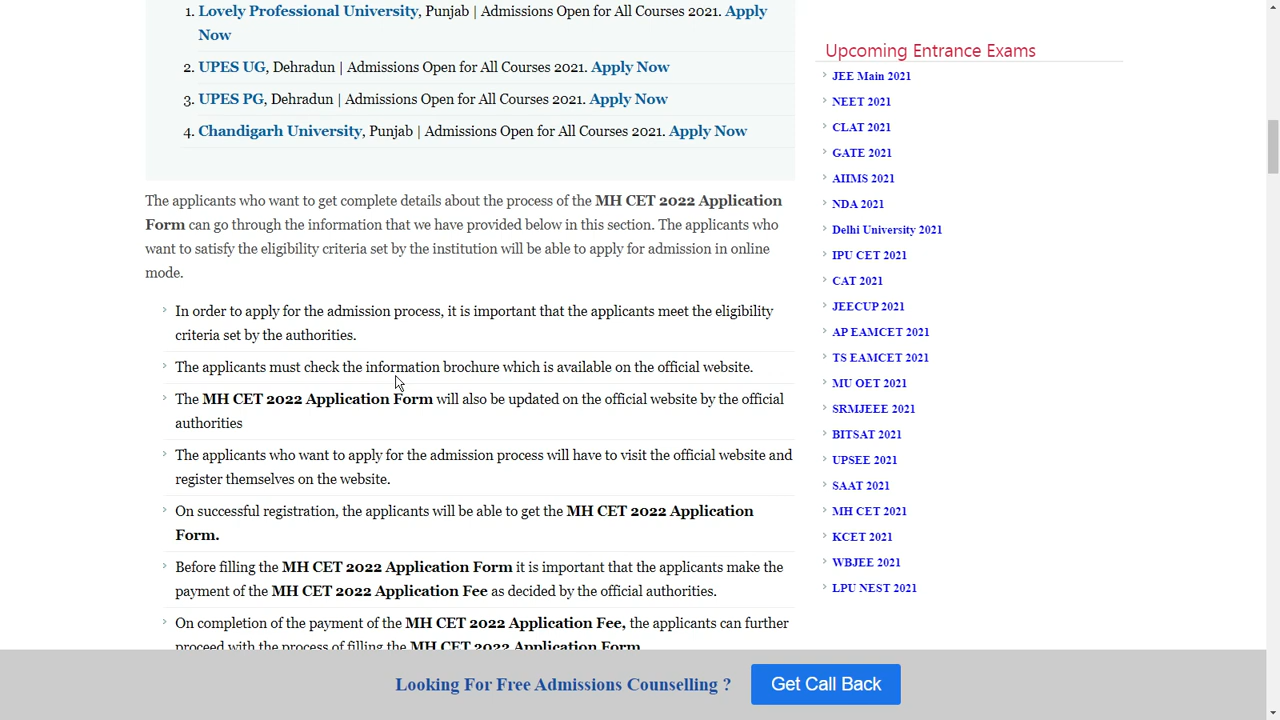 1. Lovely Professional University, Punjab | Admissions Open for All Courses 2021. Apply
Now
2. UPES UG, Dehradun | Admissions Open for All Courses 2021. Apply Now
3. UPES PG, Dehradun | Admissions Open for All Courses 2021. Apply Now
4. Chandigarh University, Punjab | Admissions Open for All Courses 2021. Apply Now
The applicants who want to get complete details about the process of the MH CET 2022 Application
Form can go through the information that we have provided below in this section. The applicants who
want to satisfy the eligibility criteria set by the institution will be able to apply for admission in online
mode.
In order to apply for the admission process, it is important that the applicants meet the eligibility
criteria set by the authorities.
The applicants must check the information brochure which is available on the official website.
The MH CET 2022 Application Form will also be updated on the official website by the official
authorities
The applicants who want to apply for the admission process will have to visit the official website and
register themselves on the website.
On successful registration, the applicants will be able to get the MH CET 2022 Application
Form.
Before filling the MH CET 2022 Application Form it is important that the applicants make the
payment of the MH CET 2022 Application Fee as decided by the official authorities.
On completion of the payment of the MH CET 2022 Application Fee, the applicants can further
proceed with the process of filling the MH CET 2022 Application Form.
Upcoming Entrance Exams
JEE Main 2021
NEET 2021
CLAT 2021
GATE 2021
AIIMS 2021
NDA 2021
Delhi University 2021
IPU CET 2021
CAT 2021
JEECUP 2021
AP EAMCET 2021
TS EAMCET 2021
MU OET 2021
SRMJEEE 2021
BITSAT 2021
UPSEE 2021
SAAT 2021
MH CET 2021
KCET 2021
WBJEE 2021
LPU NEST 2021
Looking For Free Admissions Counselling ?
Get Call Back